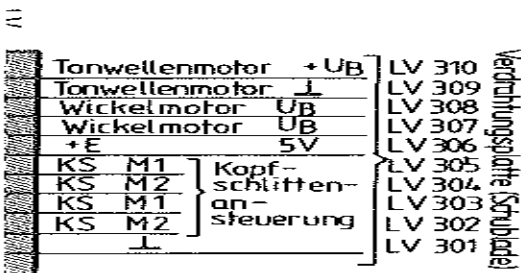 Tonwellenmotor + UB LV 310
Tonwellenmotor ⊥ LV 309
Wickelmotor UB LV 308
Wickelmotor UB LV 307
+E 5V LV 306
KS M1 LV 305
KS M2 LV 304
KS M1 LV 303
KS M2 LV 302
⊥ LV 301
Kopf-
schlitten-
an-
steuerung
Verdrahtungsplatte (Schublade)